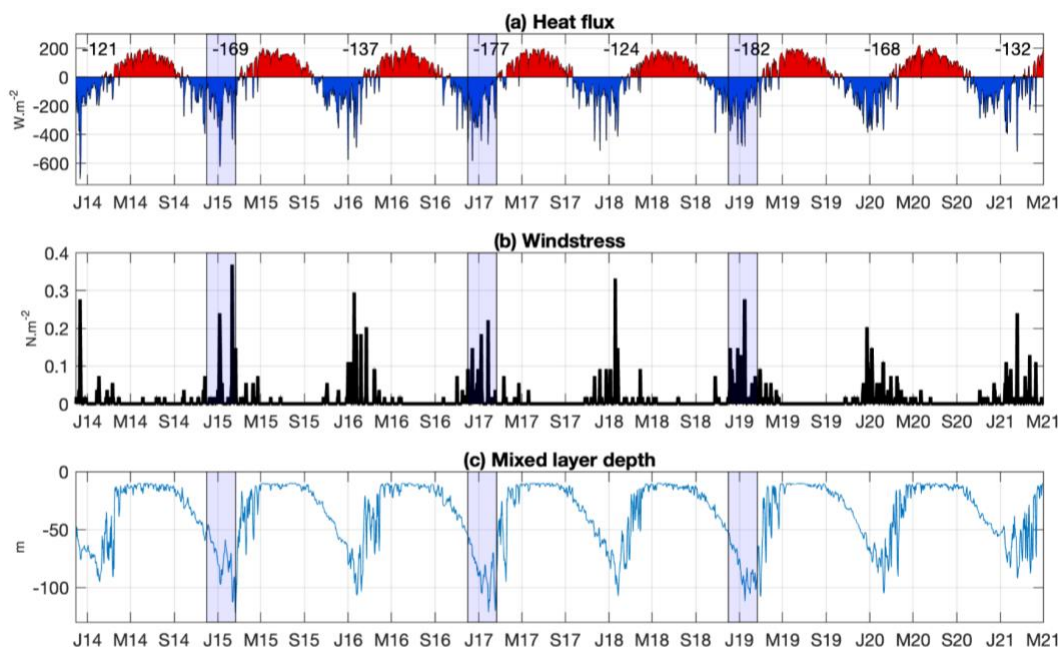 (a) Heat flux
-121 -169 -137 -177 -124 -182 -168 -132
200
0
-200
-400
-600
W.m-2
J14 M14 S14 J15 M15 S15 J16 M16 S16 J17 M17 S17 J18 M18 S18 J19 M19 S19 J20 M20 S20 J21 M21
(b) Windstress
0.4
0.3
0.2
0.1
0
N.m-2
J14 M14 S14 J15 M15 S15 J16 M16 S16 J17 M17 S17 J18 M18 S18 J19 M19 S19 J20 M20 S20 J21 M21
(c) Mixed layer depth
0
-50
-100
m
J14 M14 S14 J15 M15 S15 J16 M16 S16 J17 M17 S17 J18 M18 S18 J19 M19 S19 J20 M20 S20 J21 M21